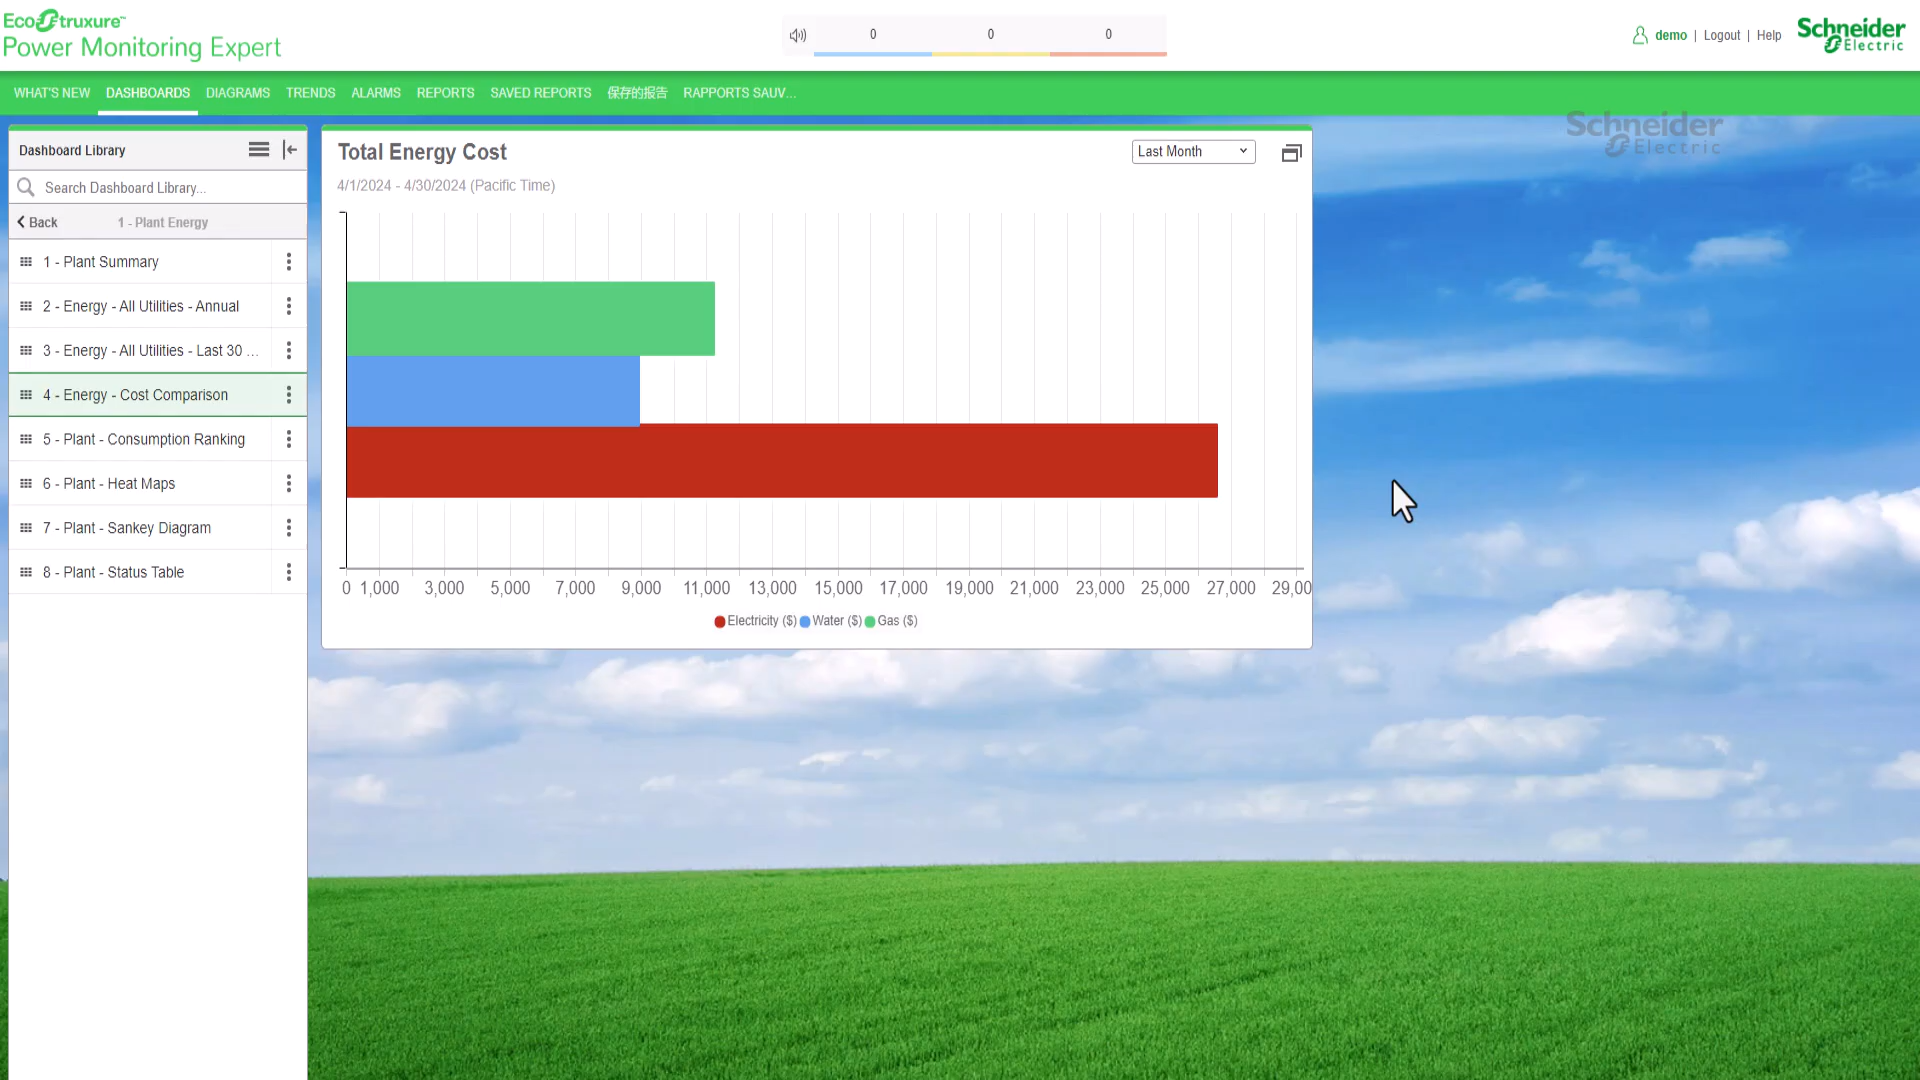 EcoStruxure™
Power Monitoring Expert
0 0 0
demo | Logout | Help
Schneider
Electric
WHAT'S NEW DASHBOARDS DIAGRAMS TRENDS ALARMS REPORTS SAVED REPORTS 保存的报告 RAPPORTS SAUV...
Schneider
Electric
Dashboard Library
Search Dashboard Library...
Back 1 - Plant Energy
1 - Plant Summary
2 - Energy - All Utilities - Annual
3 - Energy - All Utilities - Last 30 ...
4 - Energy - Cost Comparison
5 - Plant - Consumption Ranking
6 - Plant - Heat Maps
7 - Plant - Sankey Diagram
8 - Plant - Status Table
Total Energy Cost
Last Month
4/1/2024 - 4/30/2024 (Pacific Time)
0 1,000 3,000 5,000 7,000 9,000 11,000 13,000 15,000 17,000 19,000 21,000 23,000 25,000 27,000 29,00
Electricity ($) Water ($) Gas ($)